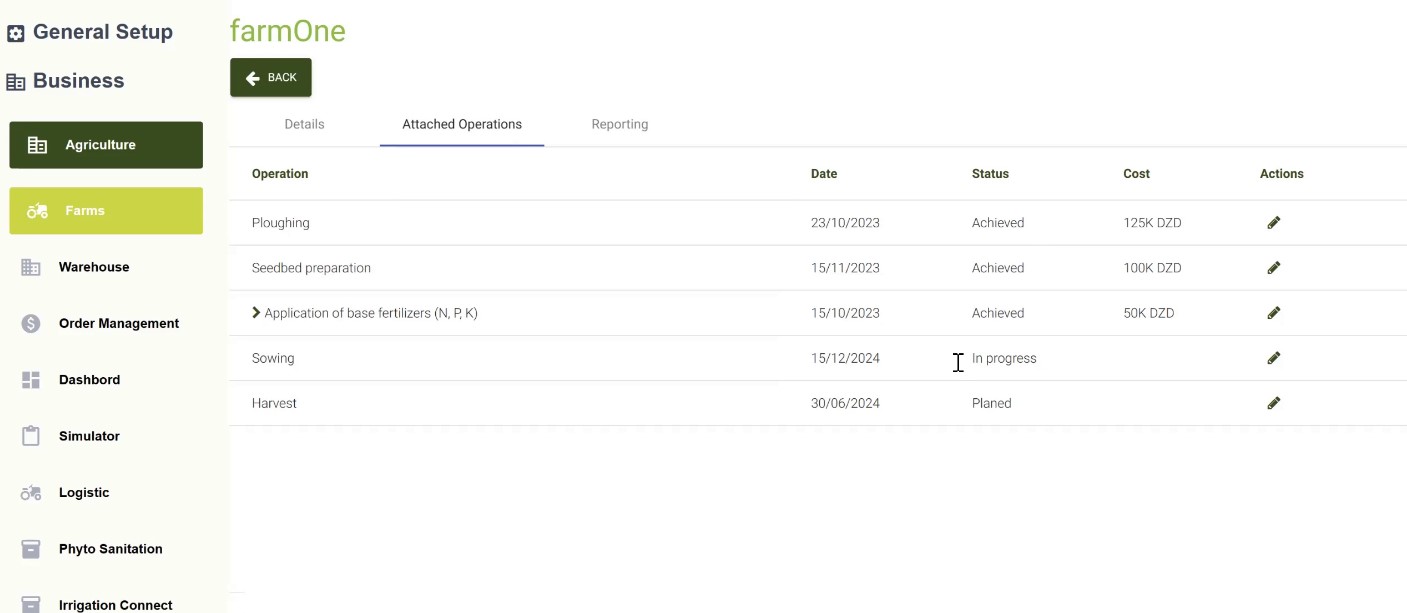 General Setup
Business
Agriculture
Farms
Warehouse
Order Management
Dashbord
Simulator
Logistic
Phyto Sanitation
Irrigation Connect
farmOne
BACK
Details Attached Operations Reporting
Operation Date Status Cost Actions
Ploughing 23/10/2023 Achieved 125K DZD
Seedbed preparation 15/11/2023 Achieved 100K DZD
Application of base fertilizers (N, P, K) 15/10/2023 Achieved 50K DZD
Sowing 15/12/2024 In progress
Harvest 30/06/2024 Planed